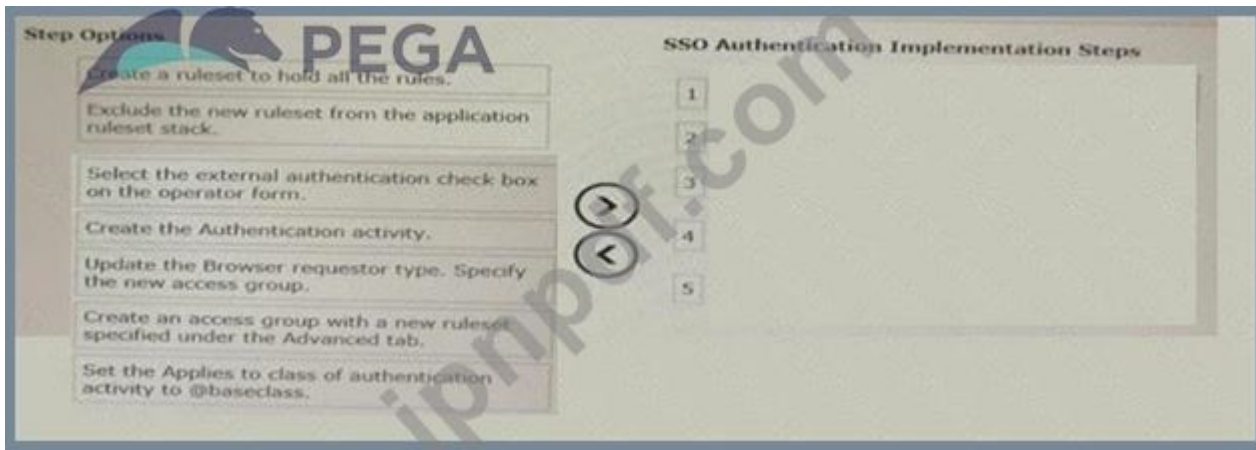 Step Options
PEGA
Create a ruleset to hold all the rules.
Exclude the new ruleset from the application
ruleset stack.
Select the external authentication check box
on the operator form.
Create the Authentication activity.
Update the Browser requestor type. Specify
the new access group.
Create an access group with a new ruleset
specified under the Advanced tab.
Set the Applies to class of authentication
activity to @baseclass.
SSO Authentication Implementation Steps
1
2
3
4
5
ipnpdf.com